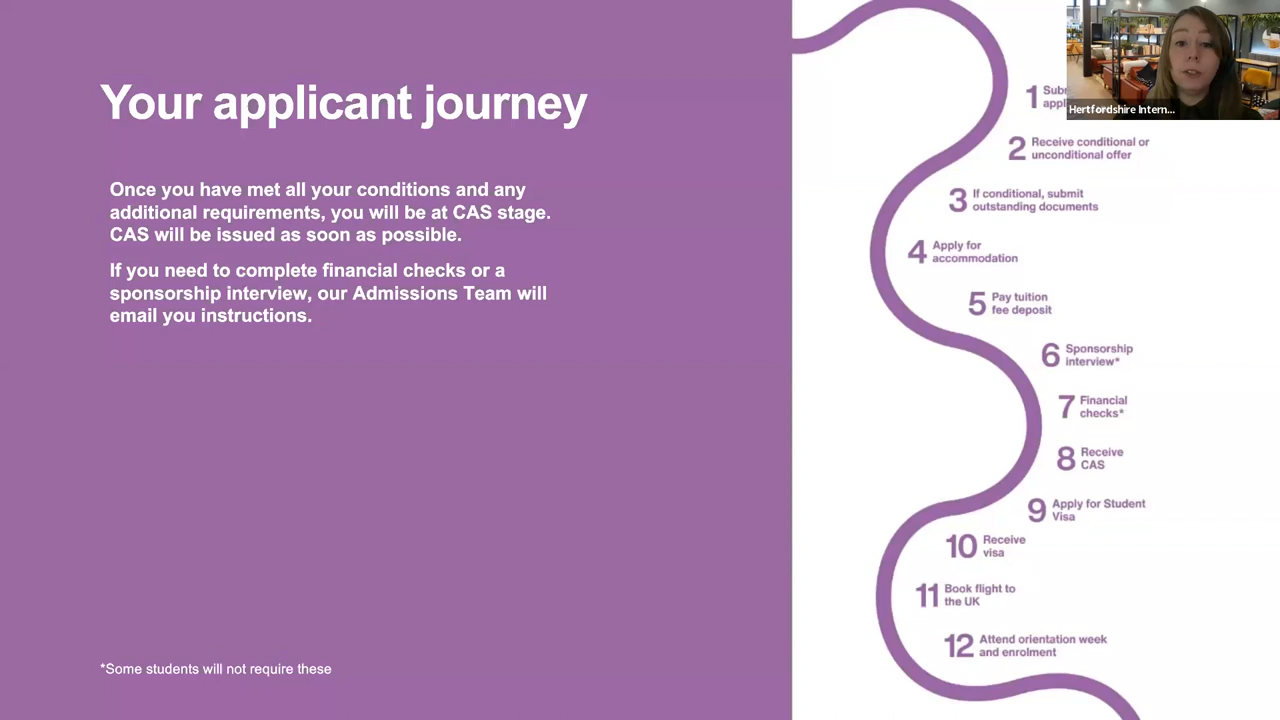 Your applicant journey
Once you have met all your conditions and any
additional requirements, you will be at CAS stage.
CAS will be issued as soon as possible.
If you need to complete financial checks or a
sponsorship interview, our Admissions Team will
email you instructions.
*Some students will not require these
1
2 Receive conditional or
unconditional offer
3 If conditional, submit
outstanding documents
4 Apply for
accommodation
5 Pay tuition
fee deposit
6 Sponsorship
interview*
7 Financial
checks*
8 Receive
CAS
9 Apply for Student
Visa
10 Receive
visa
11 Book flight to
the UK
12 Attend orientation week
and enrolment
Hertfordshire Intern...